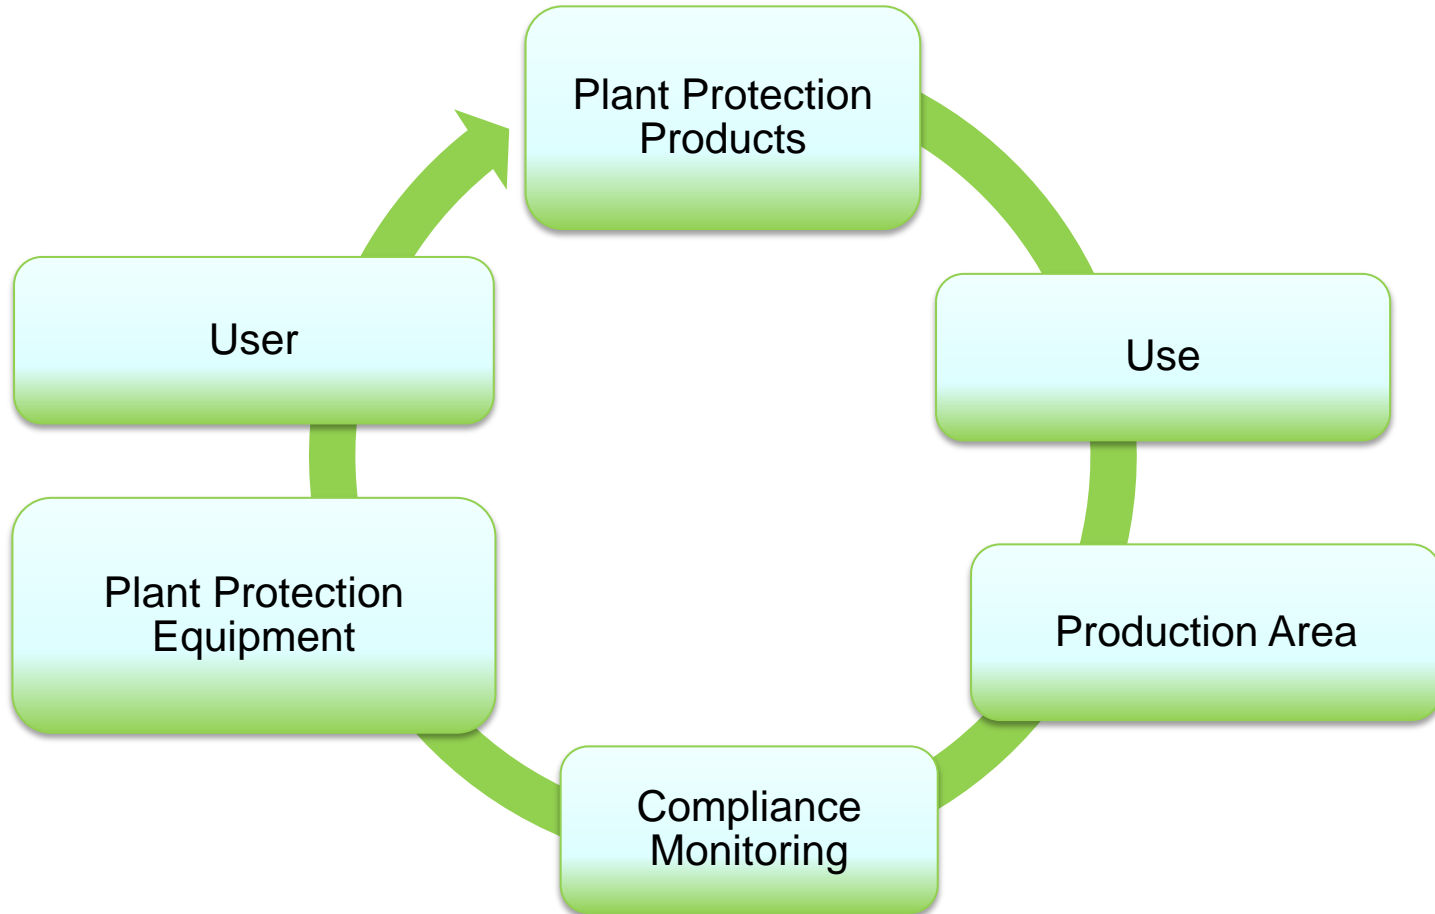 Plant Protection
Products
Use
Production Area
Compliance
Monitoring
Plant Protection
Equipment
User